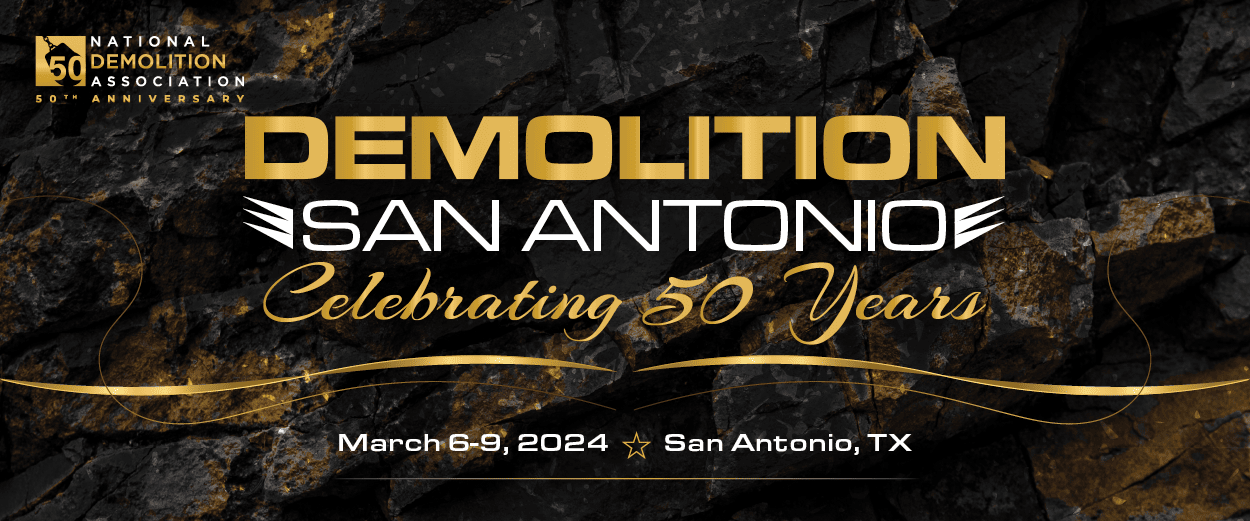 NATIONAL
DEMOLITION
ASSOCIATION
50TH ANNIVERSARY
50
DEMOLITION
SAN ANTONIO
Celebrating 50 Years
March 6-9, 2024 ☆ San Antonio, TX